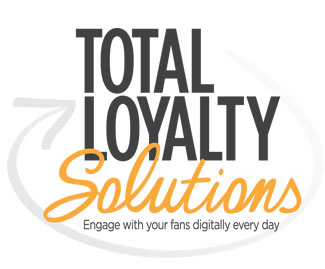 TOTAL
LOYALTY
Solutions
Engage with your fans digitally every day